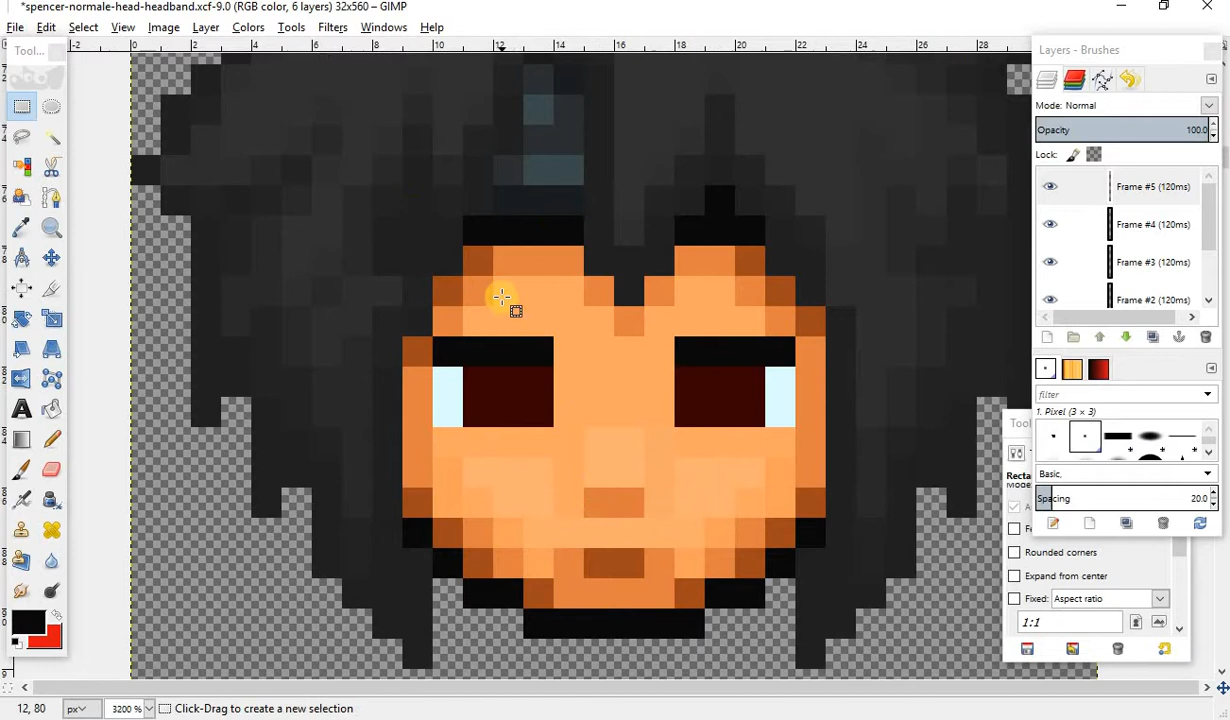 *spencer-normale-head-headband.xcf-9.0 (RGB color, 6 layers) 32x560 – GIMP
File Edit Select View Image Layer Colors Tools Filters Windows Help
Tool...
-2 0 2 4 6 8 10 12 14 16 18 20 22 24 26 28
Layers - Brushes
Mode: Normal
Opacity 100.0
Lock:
Frame #5 (120ms)
Frame #4 (120ms)
Frame #3 (120ms)
Frame #2 (120ms)
filter
1. Pixel (3 × 3)
Basic,
Spacing 20.0
Rounded corners
Expand from center
Fixed: Aspect ratio
1:1
12, 80 px 3200 % Click-Drag to create a new selection